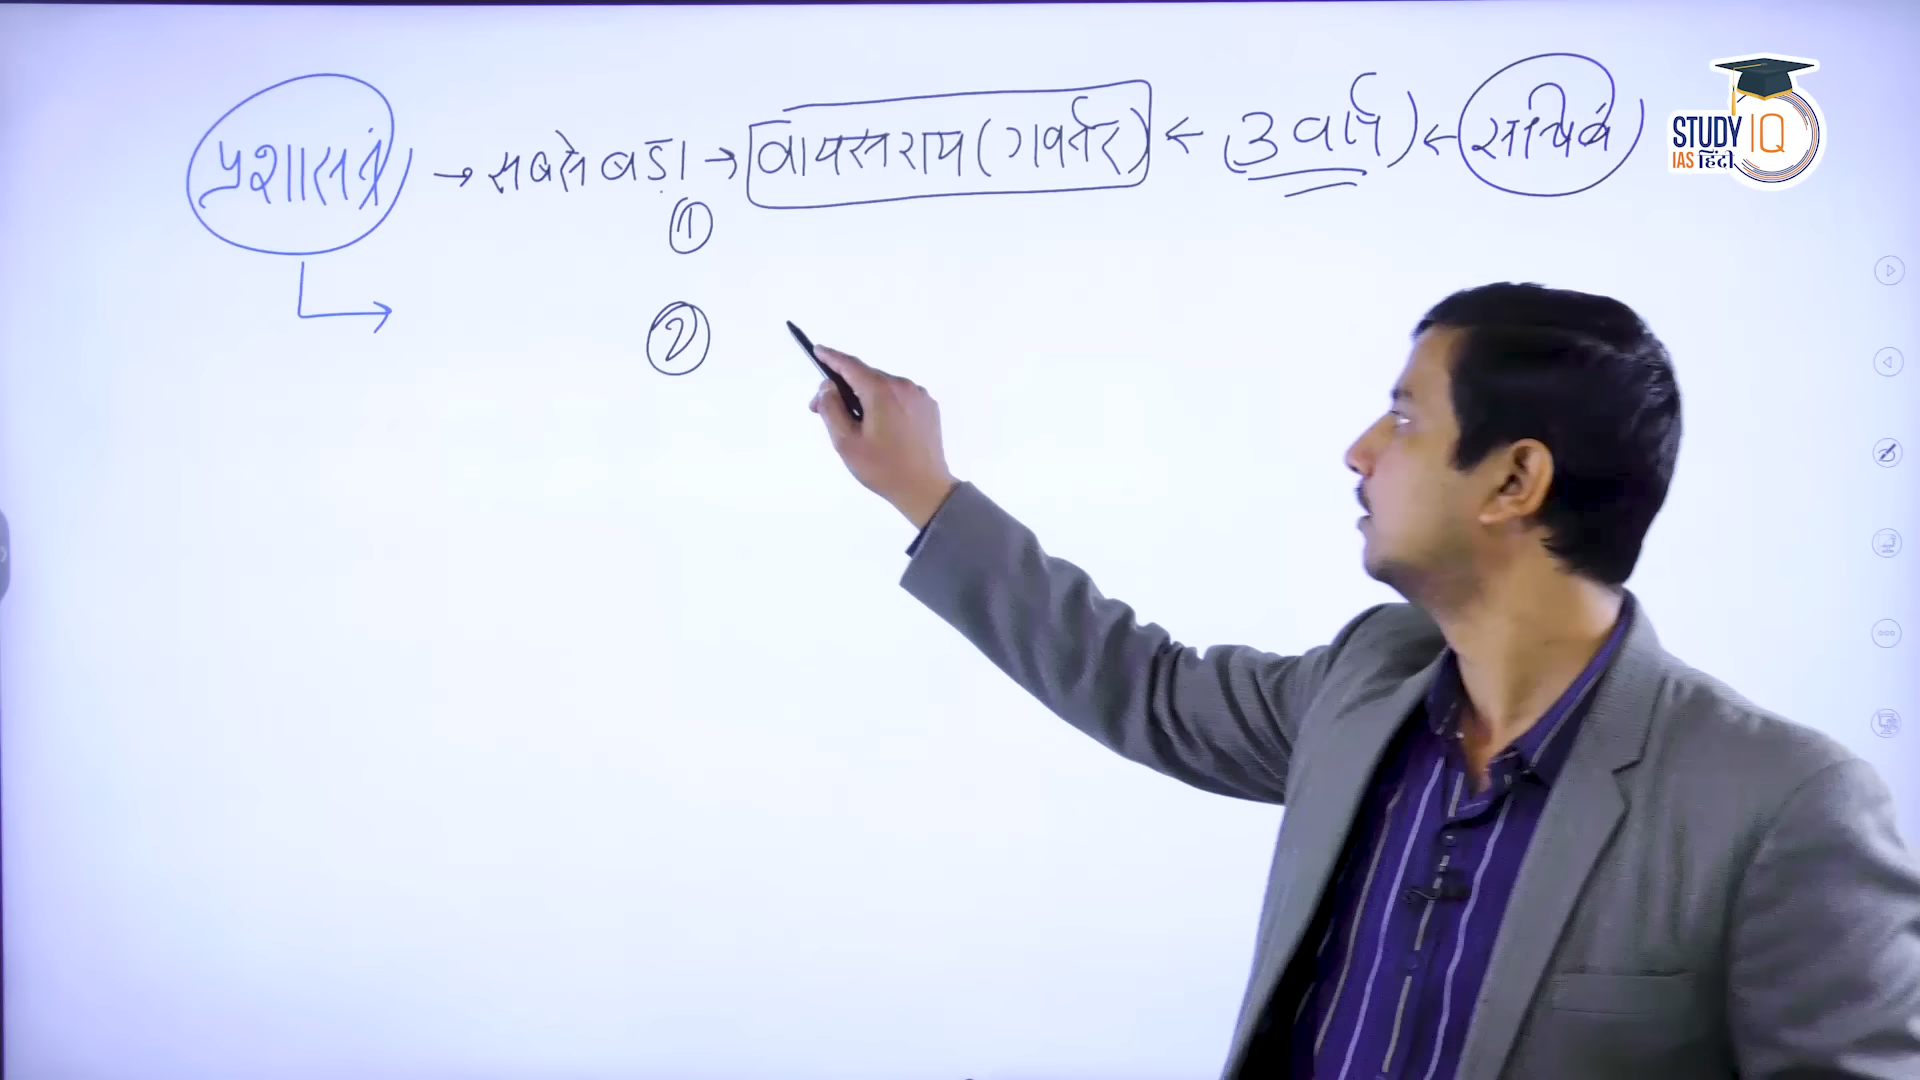 प्रशासन → सबसे बड़ा → वायसराय (गवर्नर) ← (3 वर्ष) ← सचिव
①
②
STUDY IQ
IAS हिंदी